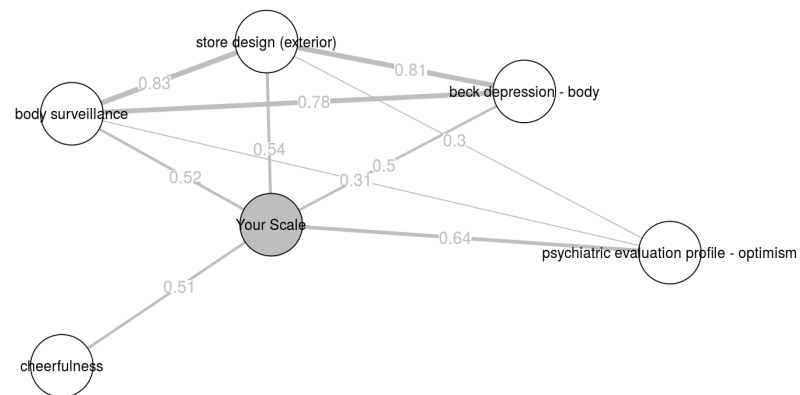 store design (exterior)
0.83
0.81
beck depression - body
0.78
body surveillance
0.3
0.54
0.5
0.52
0.31
Your Scale
0.64
psychiatric evaluation profile - optimism
0.51
cheerfulness